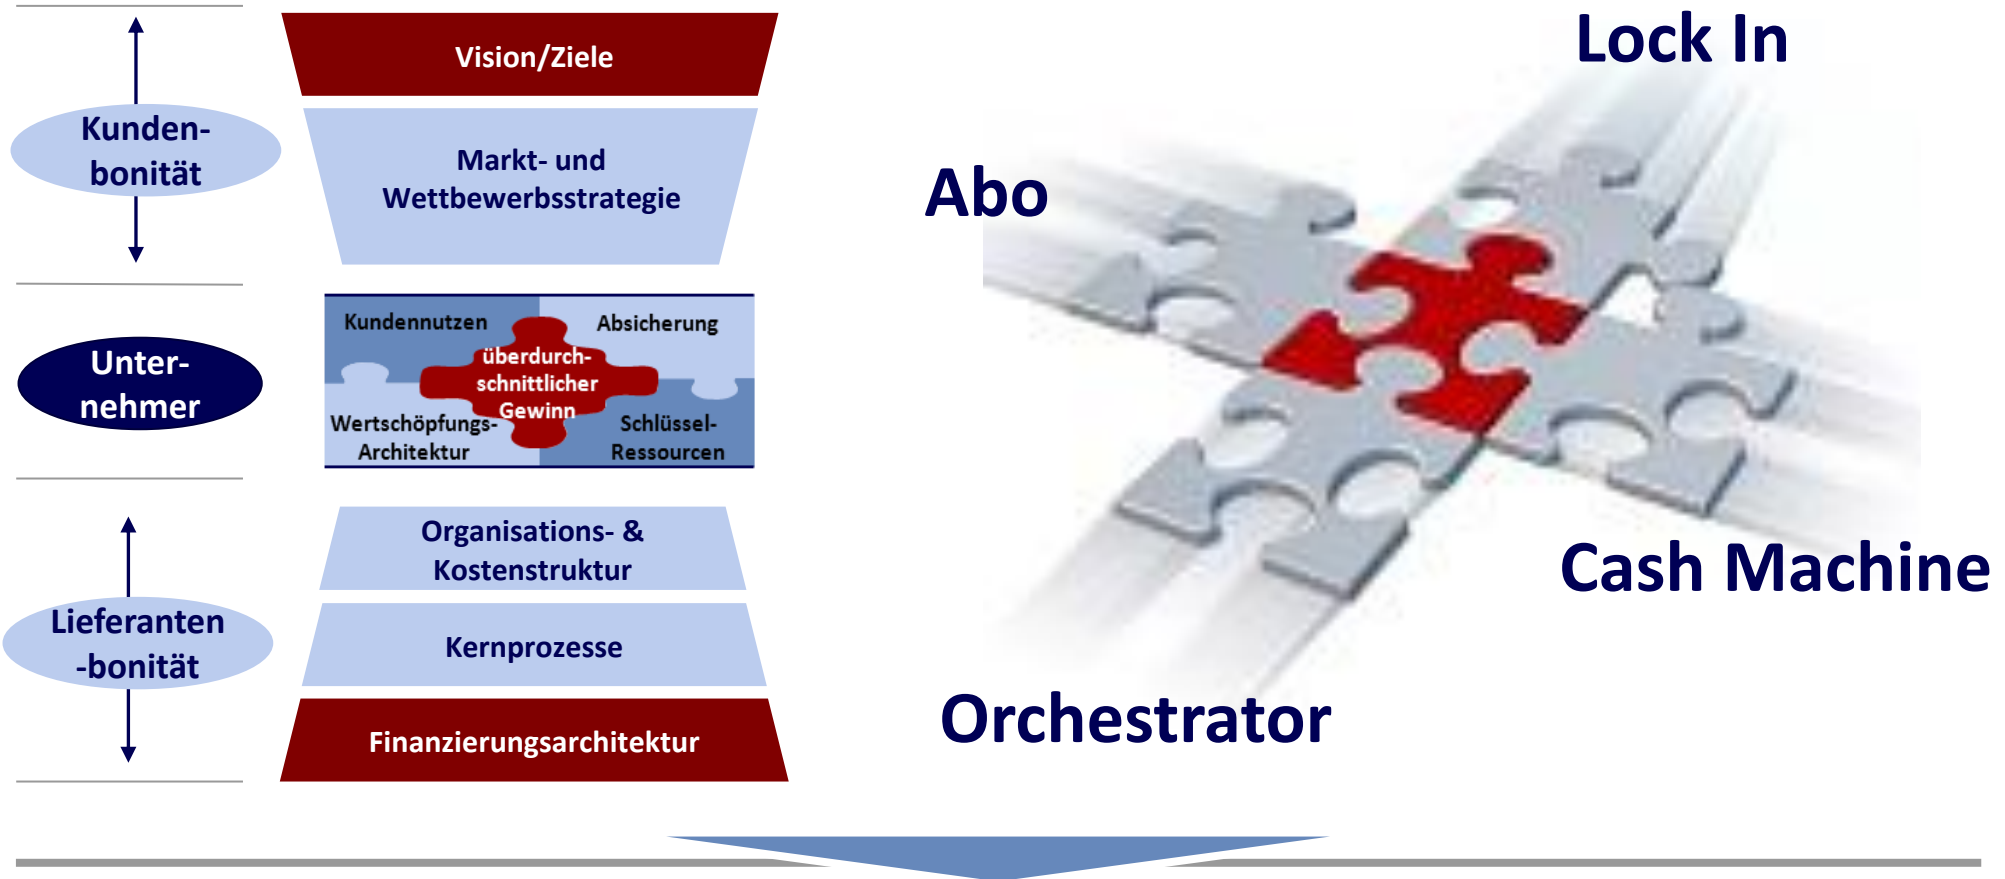 Kunden-
bonität
Unter-
nehmer
Lieferanten
-bonität
Vision/Ziele
Markt- und
Wettbewerbsstrategie
Kundennutzen
Absicherung
überdurch-
schnittlicher
Gewinn
Wertschöpfungs-
Architektur
Schlüssel-
Ressourcen
Organisations- &
Kostenstruktur
Kernprozesse
Finanzierungsarchitektur
Lock In
Abo
Cash Machine
Orchestrator